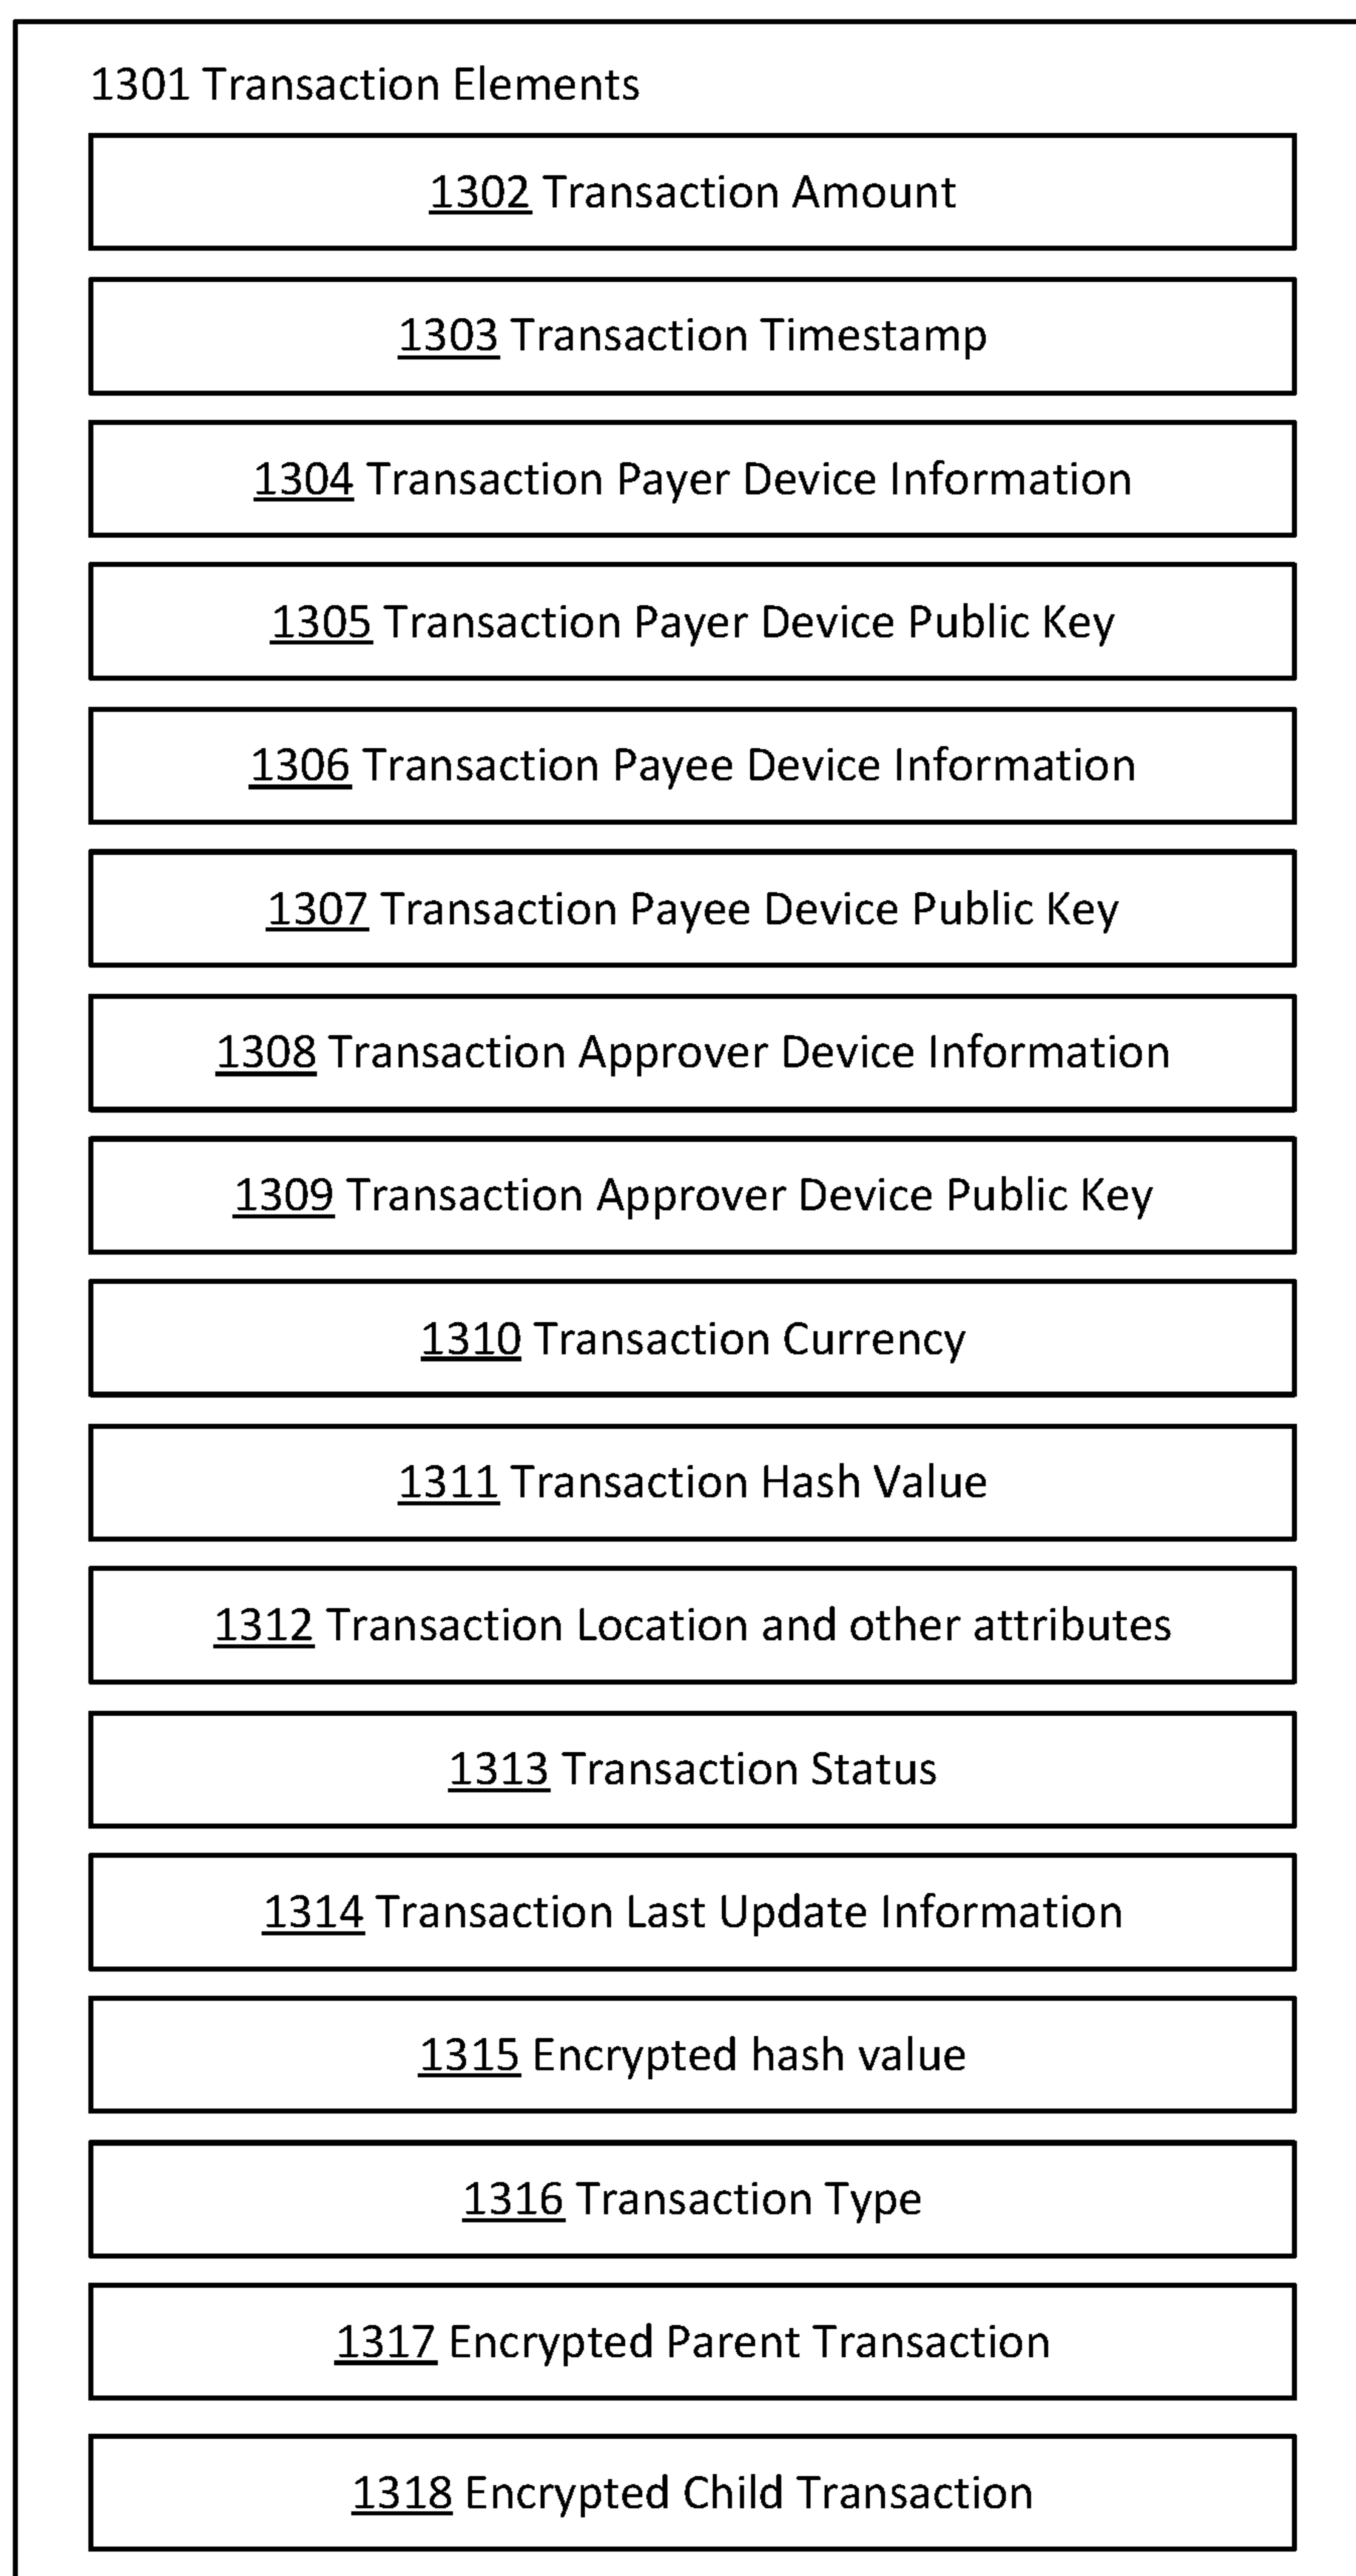 1301 Transaction Elements
1302 Transaction Amount
1303 Transaction Timestamp
1304 Transaction Payer Device Information
1305 Transaction Payer Device Public Key
1306 Transaction Payee Device Information
1307 Transaction Payee Device Public Key
1308 Transaction Approver Device Information
1309 Transaction Approver Device Public Key
1310 Transaction Currency
1311 Transaction Hash Value
1312 Transaction Location and other attributes
1313 Transaction Status
1314 Transaction Last Update Information
1315 Encrypted hash value
1316 Transaction Type
1317 Encrypted Parent Transaction
1318 Encrypted Child Transaction